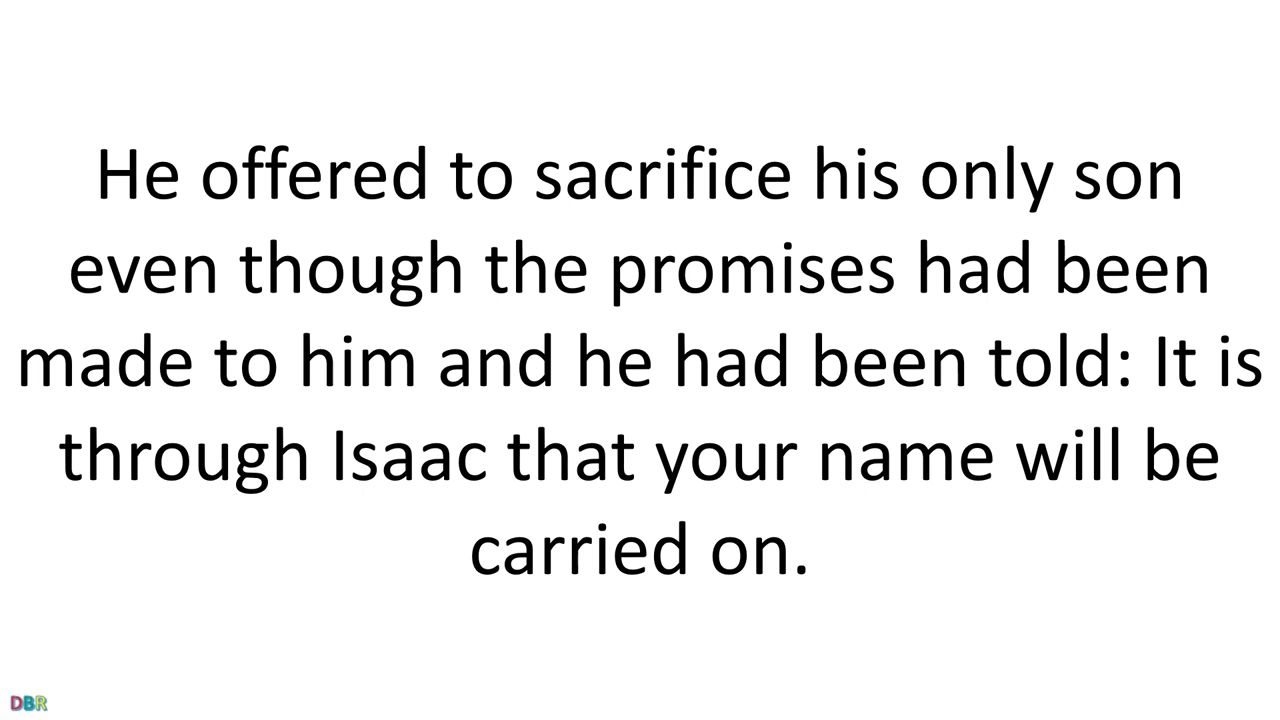 He offered to sacrifice his only son
even though the promises had been
made to him and he had been told: It is
through Isaac that your name will be
carried on.
DBR